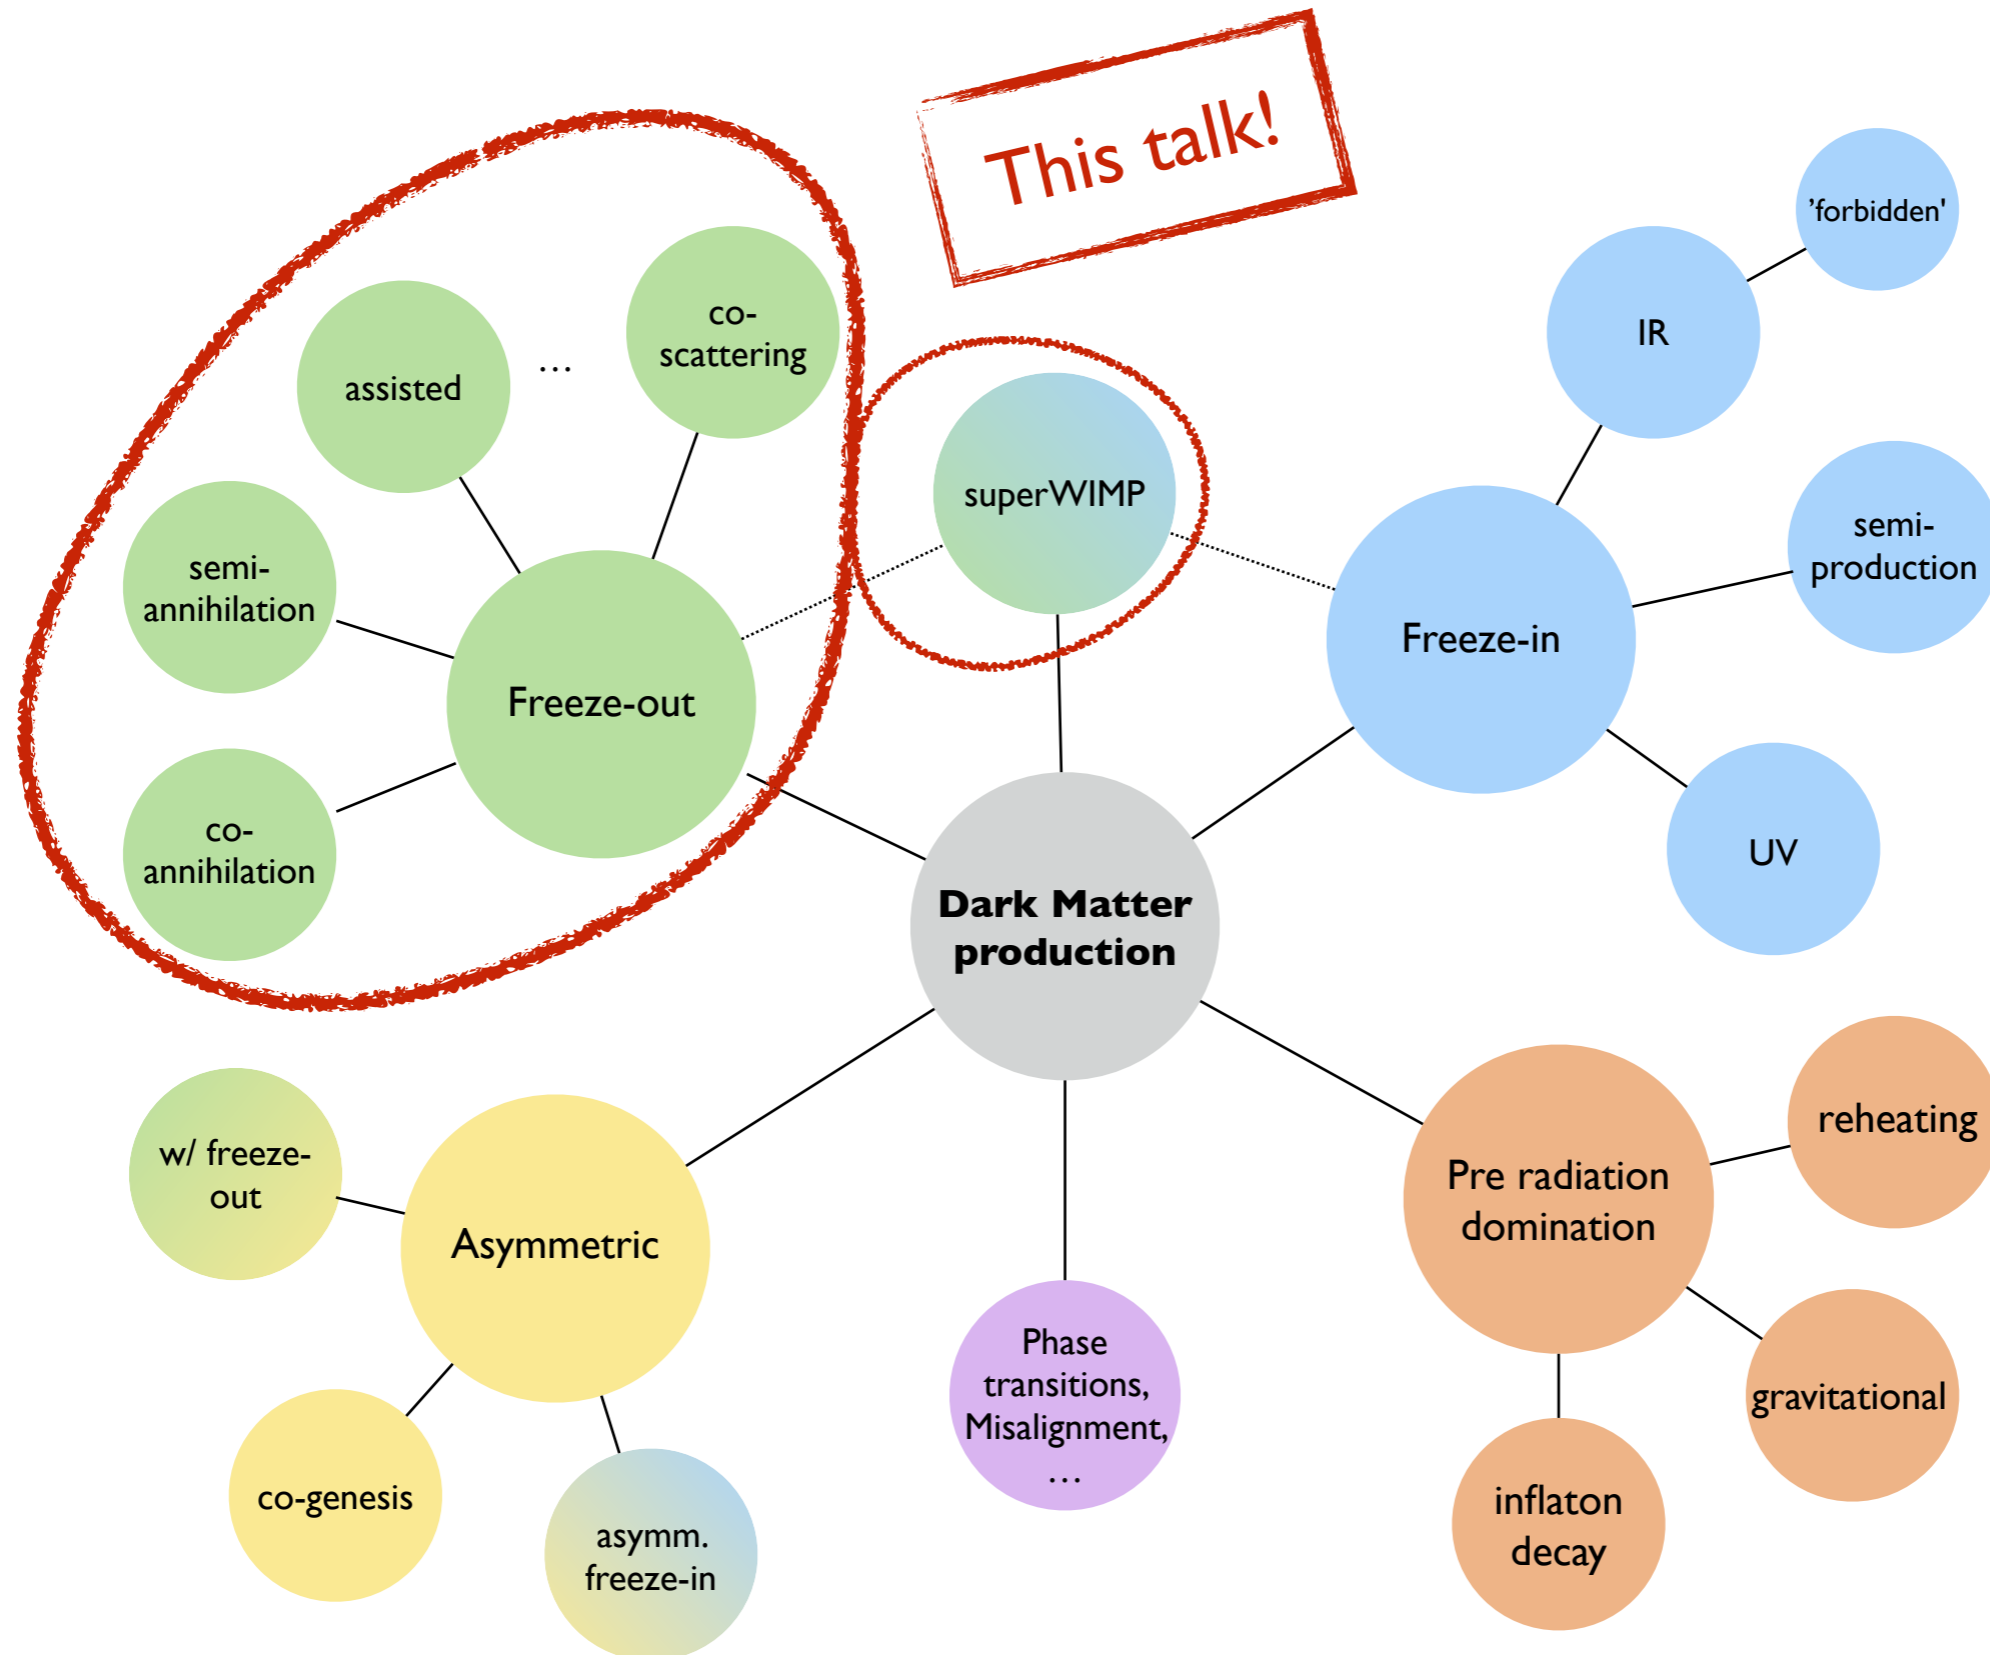 This talk!
'forbidden'
co-
scattering
IR
...
assisted
superWIMP
semi-
production
semi-
annihilation
Freeze-in
Freeze-out
co-
annihilation
UV
Dark Matter
production
w/ freeze-
out
reheating
Pre radiation
domination
Asymmetric
Phase
transitions,
Misalignment,
...
gravitational
co-genesis
inflaton
decay
asymm.
freeze-in